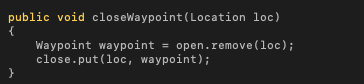 public void closeWaypoint(Location loc)
{
    Waypoint waypoint = open.remove(loc);
    close.put(loc, waypoint);
}